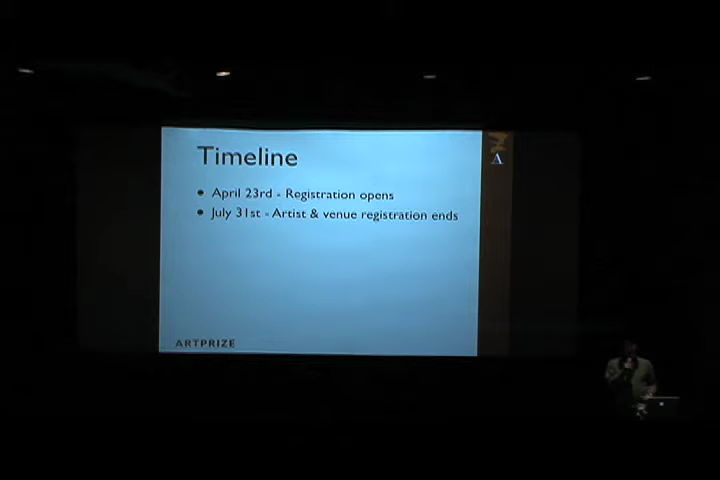 Timeline
• April 23rd - Registration opens
• July 31st - Artist & venue registration ends
ARTPRIZE
A